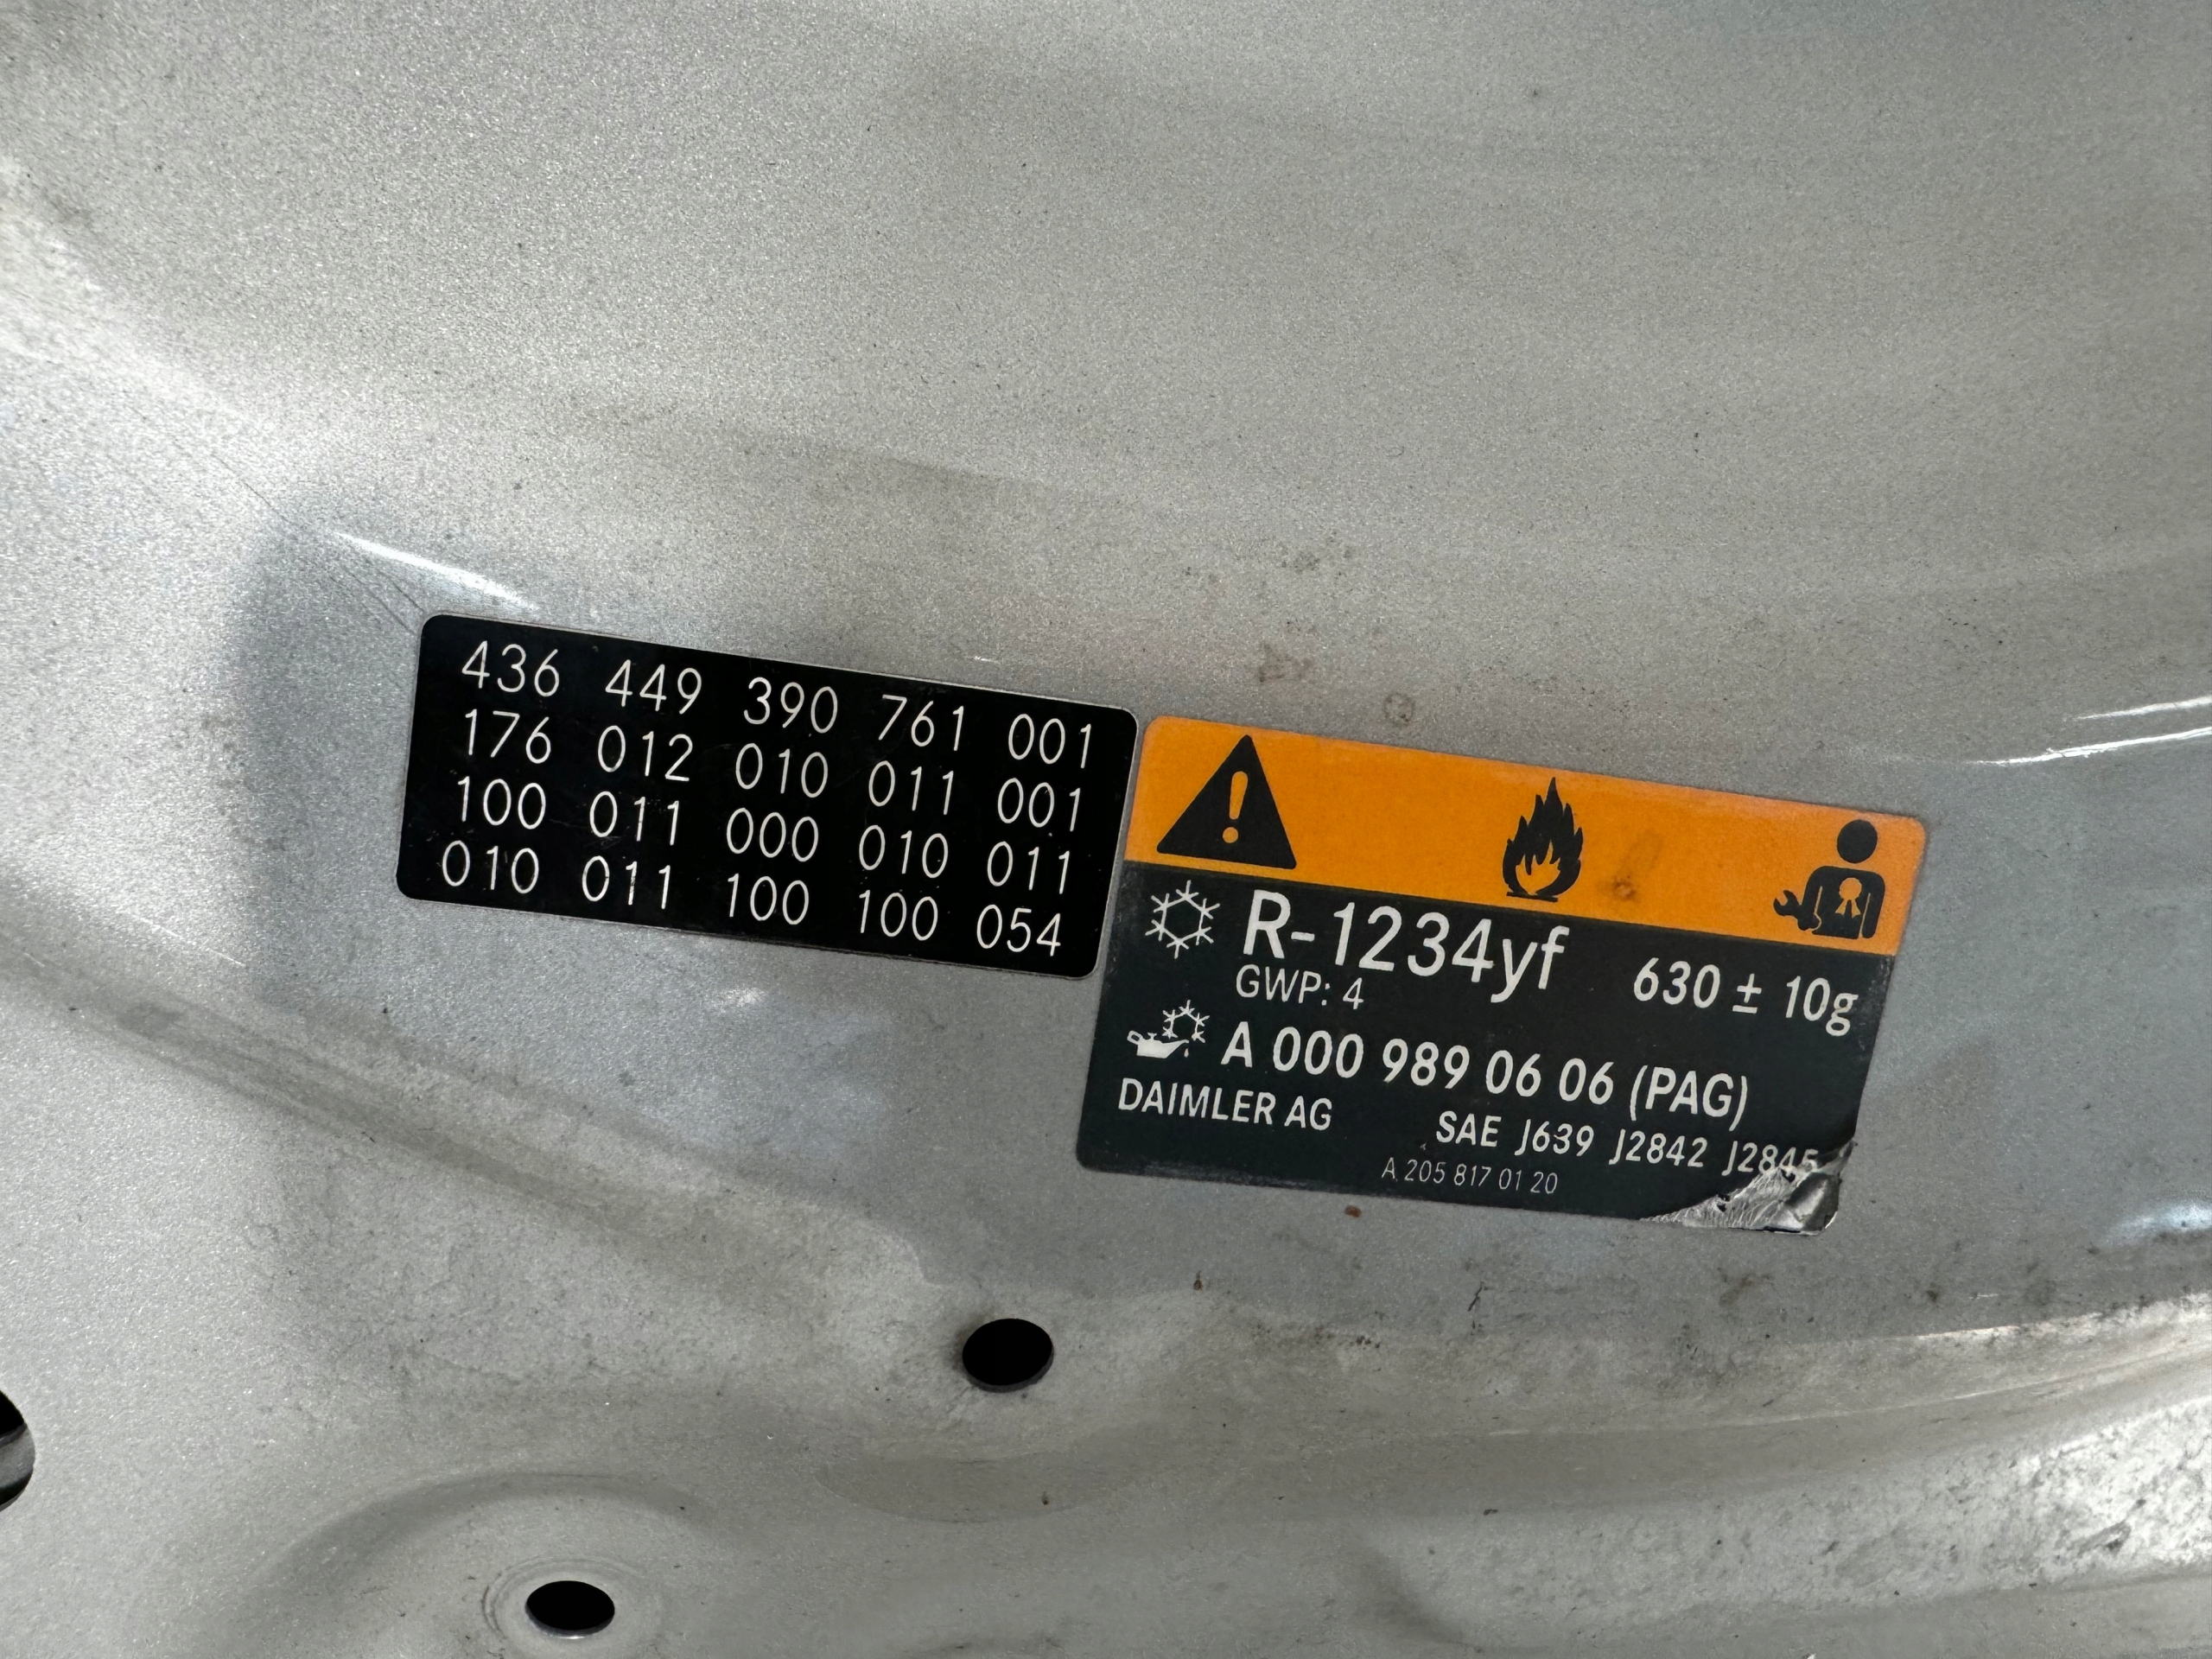 436 449 390 761 001
176 012 010 011 001
100 011 000 010 011
010 011 100 100 054
R-1234yf 630 ± 10g
GWP: 4
A 000 989 06 06 (PAG)
DAIMLER AG SAE J639 J2842 J2845
A 205 817 01 20